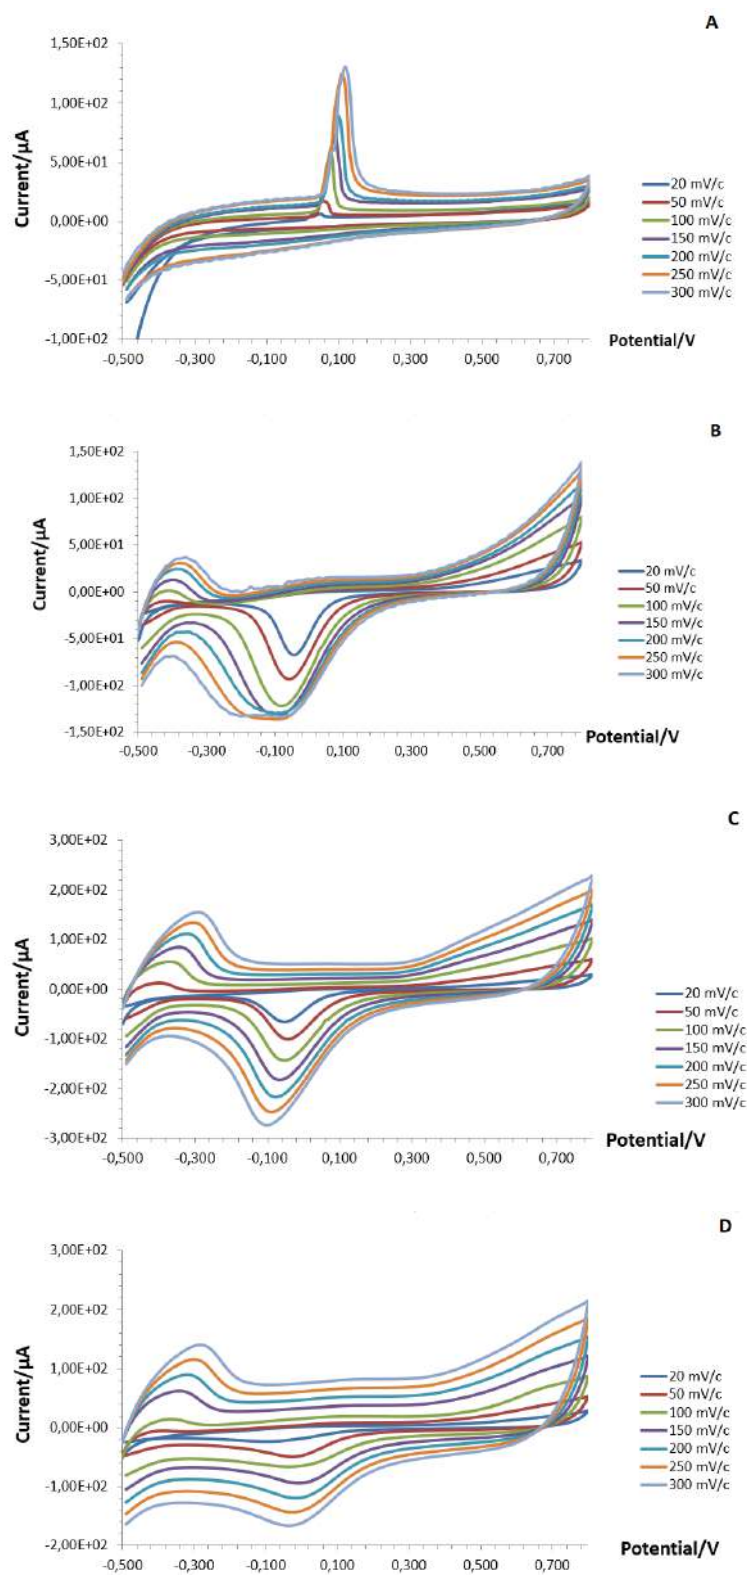 A
1,50E+02
1,00E+02
5,00E+01
0,00E+00
-5,00E+01
-1,00E+02
Current/µA
-0,500 -0,300 -0,100 0,100 0,300 0,500 0,700
Potential/V
20 mV/c
50 mV/c
100 mV/c
150 mV/c
200 mV/c
250 mV/c
300 mV/c
B
1,50E+02
1,00E+02
5,00E+01
0,00E+00
-5,00E+01
-1,00E+02
-1,50E+02
Current/µA
-0,500 -0,300 -0,100 0,100 0,300 0,500 0,700
Potential/V
20 mV/c
50 mV/c
100 mV/c
150 mV/c
200 mV/c
250 mV/c
300 mV/c
C
3,00E+02
2,00E+02
1,00E+02
0,00E+00
-1,00E+02
-2,00E+02
-3,00E+02
Current/µA
-0,500 -0,300 -0,100 0,100 0,300 0,500 0,700
Potential/V
20 mV/c
50 mV/c
100 mV/c
150 mV/c
200 mV/c
250 mV/c
300 mV/c
D
3,00E+02
2,00E+02
1,00E+02
0,00E+00
-1,00E+02
-2,00E+02
Current/µA
-0,500 -0,300 -0,100 0,100 0,300 0,500 0,700
Potential/V
20 mV/c
50 mV/c
100 mV/c
150 mV/c
200 mV/c
250 mV/c
300 mV/c